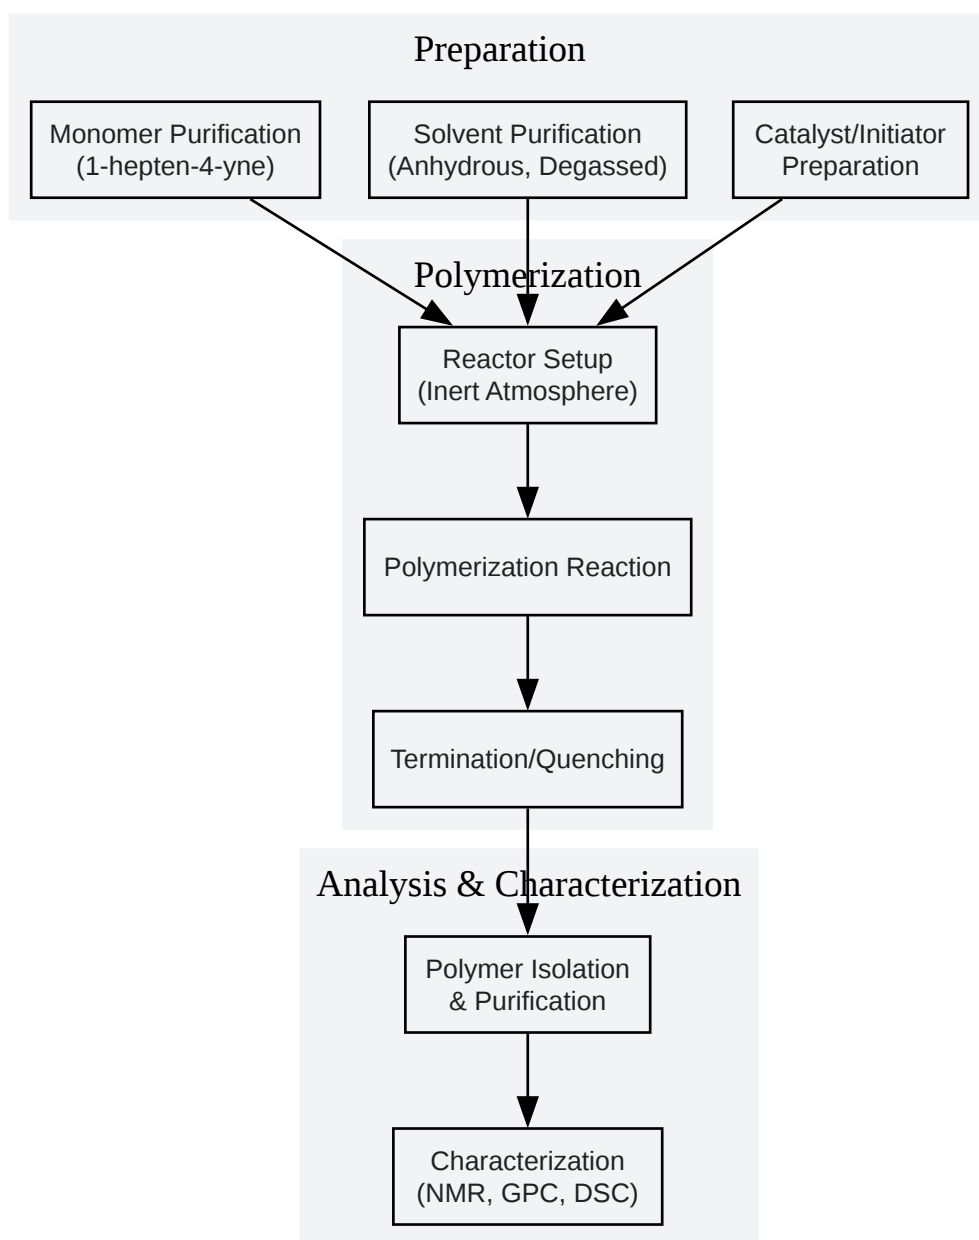 Preparation
Monomer Purification
(1-hepten-4-yne)
Solvent Purification
(Anhydrous, Degassed)
Catalyst/Initiator
Preparation
Polymerization
Reactor Setup
(Inert Atmosphere)
Polymerization Reaction
Termination/Quenching
Analysis & Characterization
Polymer Isolation
& Purification
Characterization
(NMR, GPC, DSC)